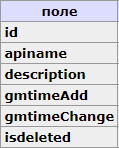 поле
id
apiname
description
gmtimeAdd
gmtimeChange
isdeleted